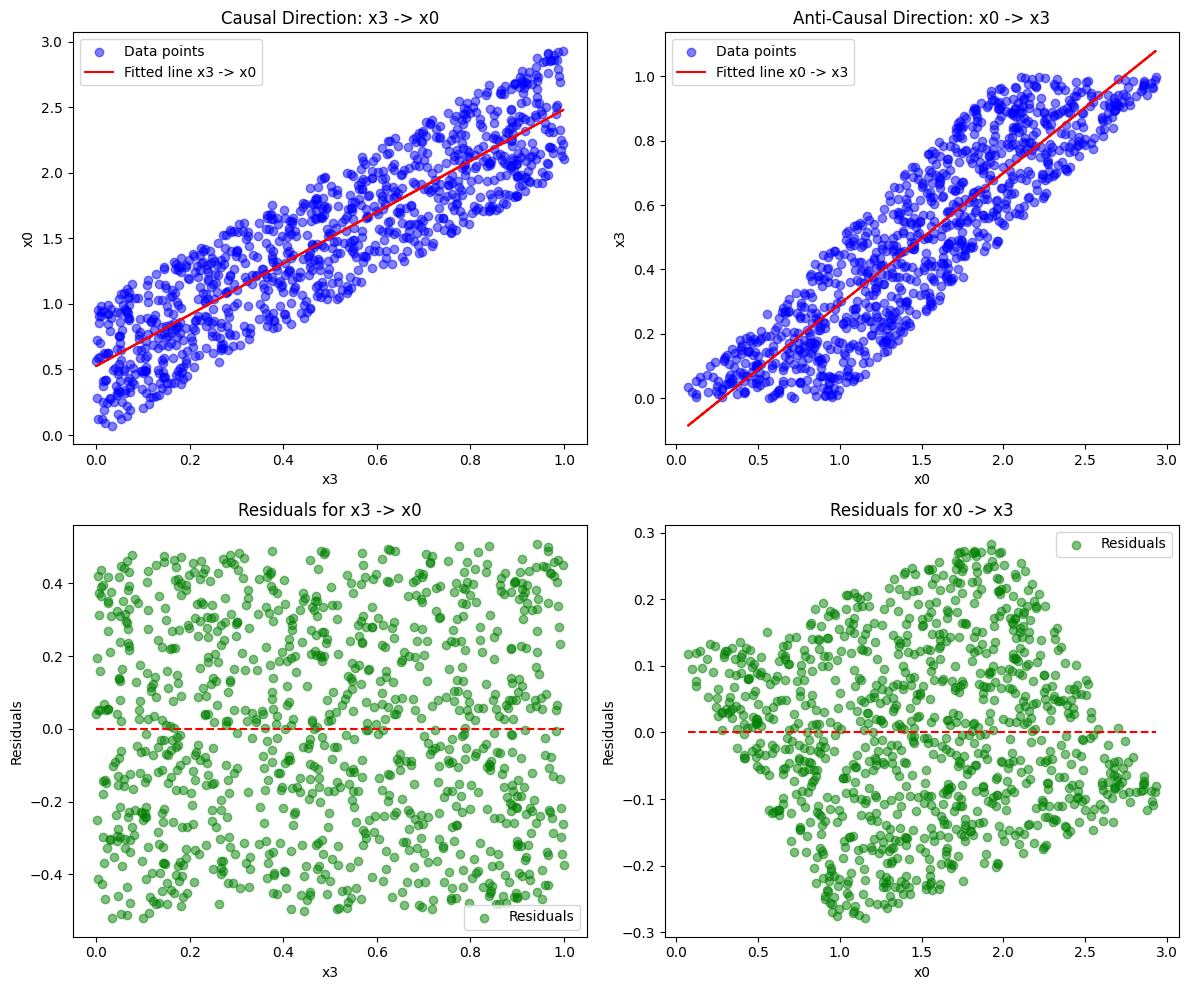 Causal Direction: x3 -> x0
Data points
Fitted line x3 -> x0
3.0
2.5
2.0
1.5
1.0
0.5
0.0
x0
0.0 0.2 0.4 0.6 0.8 1.0
x3
Anti-Causal Direction: x0 -> x3
Data points
Fitted line x0 -> x3
1.0
0.8
0.6
0.4
0.2
0.0
x3
0.0 0.5 1.0 1.5 2.0 2.5 3.0
x0
Residuals for x3 -> x0
0.4
0.2
0.0
−0.2
−0.4
Residuals
Residuals
0.0 0.2 0.4 0.6 0.8 1.0
x3
Residuals for x0 -> x3
Residuals
0.3
0.2
0.1
0.0
−0.1
−0.2
−0.3
Residuals
0.0 0.5 1.0 1.5 2.0 2.5 3.0
x0